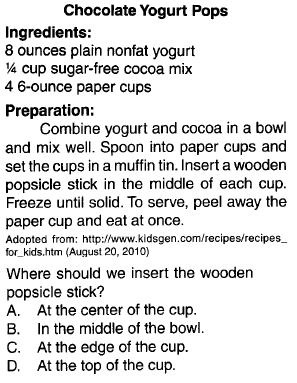 Chocolate Yogurt Pops
Ingredients:
8 ounces plain nonfat yogurt
¼ cup sugar-free cocoa mix
4 6-ounce paper cups
Preparation:
Combine yogurt and cocoa in a bowl
and mix well. Spoon into paper cups and
set the cups in a muffin tin. Insert a wooden
popsicle stick in the middle of each cup.
Freeze until solid. To serve, peel away the
paper cup and eat at once.
Adopted from: http://www.kidsgen.com/recipes/recipes_
for_kids.htm (August 20, 2010)
Where should we insert the wooden
popsicle stick?
A. At the center of the cup.
B. In the middle of the bowl.
C. At the edge of the cup.
D. At the top of the cup.